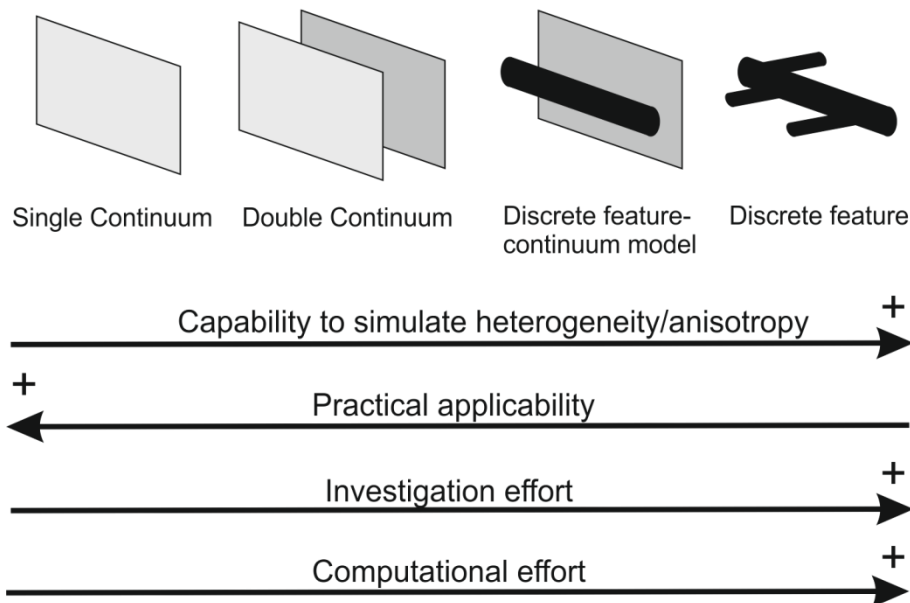 Single Continuum
Double Continuum
Discrete feature-
continuum model
Discrete feature
+
Capability to simulate heterogeneity/anisotropy
+
Practical applicability
+
Investigation effort
+
Computational effort